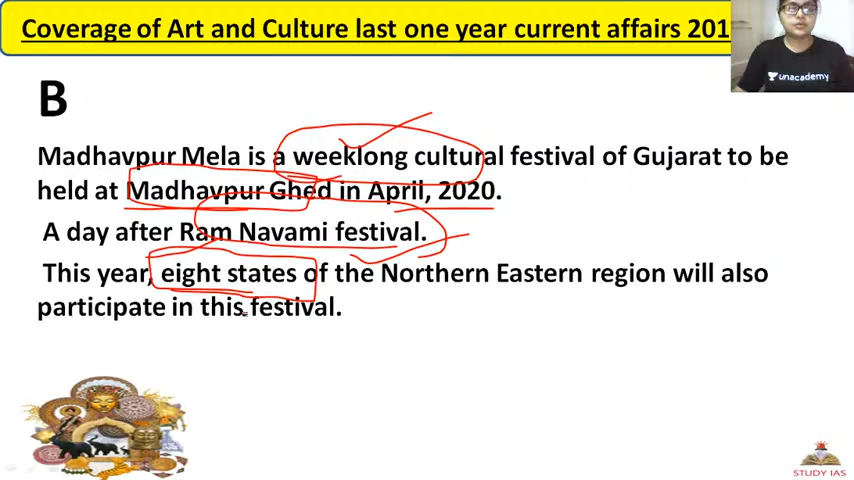 Coverage of Art and Culture last one year current affairs 201
unacademy
B
Madhavpur Mela is a weeklong cultural festival of Gujarat to be
held at Madhavpur Ghed in April, 2020.
A day after Ram Navami festival.
This year, eight states of the Northern Eastern region will also
participate in this festival.
STUDY IAS